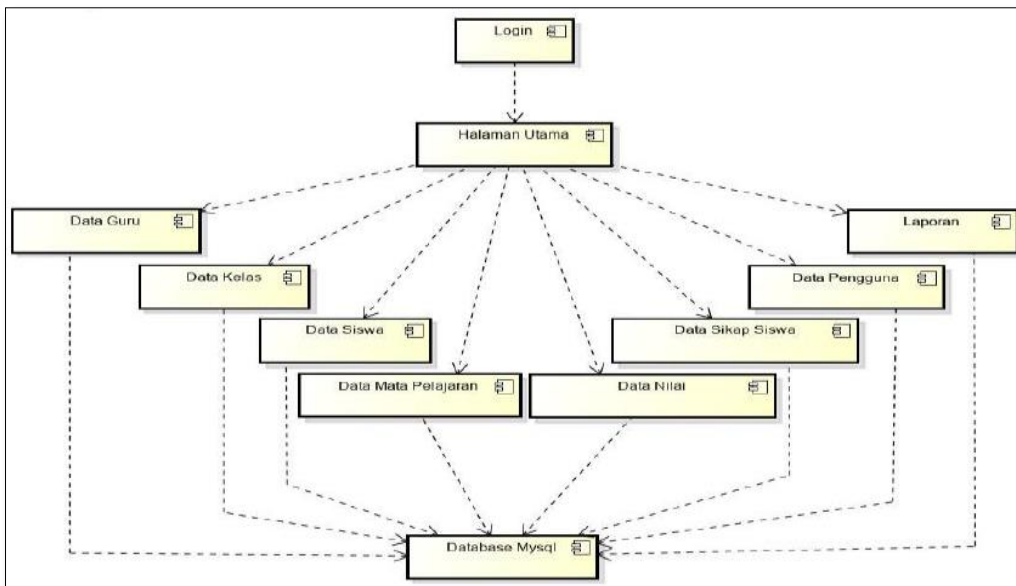 Login
Halaman Utama
Data Guru
Laporan
Data Kelas
Data Pengguna
Data Siswa
Data Sikap Siswa
Data Mata Pelajaran
Data Nilai
Database Mysql